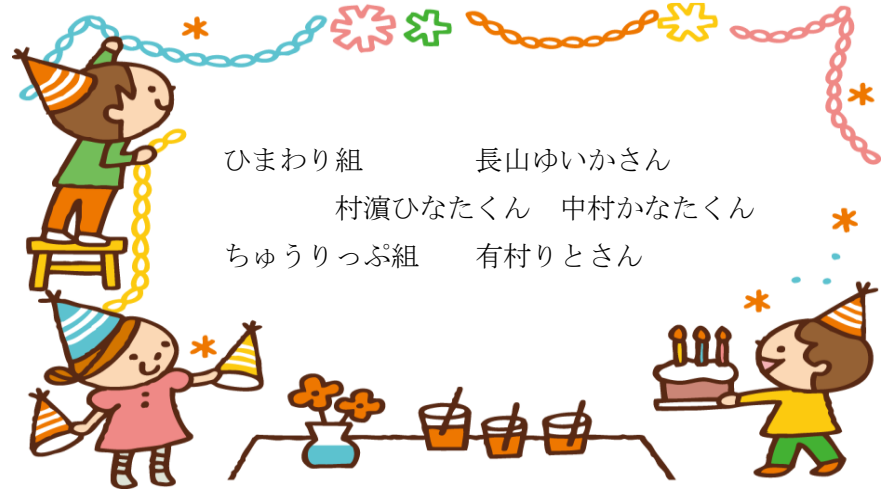 ひまわり組　　　　長山ゆいかさん
村濵ひなたくん　中村かなたくん
ちゅうりっぷ組　　有村りとさん